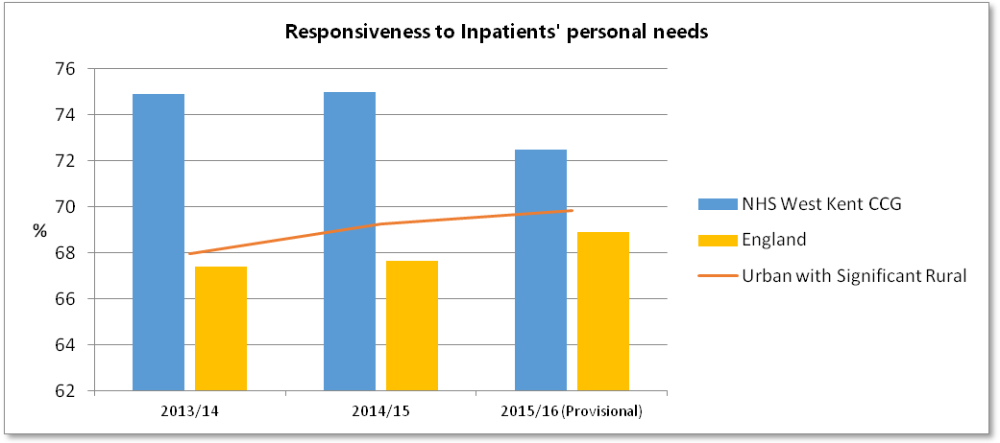 Responsiveness to Inpatients' personal needs
76
74
72
70
68
66
64
62
%
2013/14
2014/15
2015/16 (Provisional)
NHS West Kent CCG
England
Urban with Significant Rural